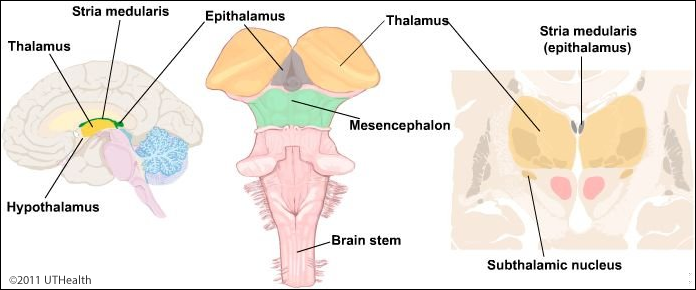 Stria medularis
Epithalamus
Thalamus
Thalamus
Stria medularis
(epithalamus)
Mesencephalon
Hypothalamus
Brain stem
Subthalamic nucleus
©2011 UTHealth